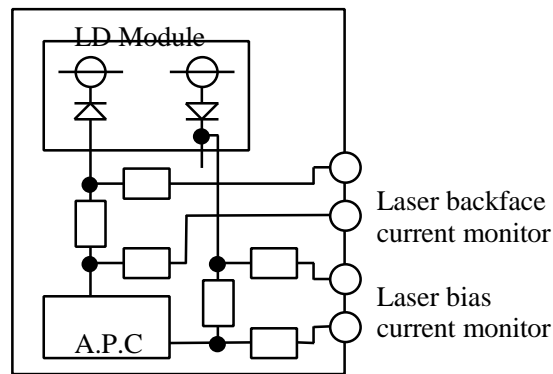 LD Module
Laser backface
current monitor
Laser bias
current monitor
A.P.C